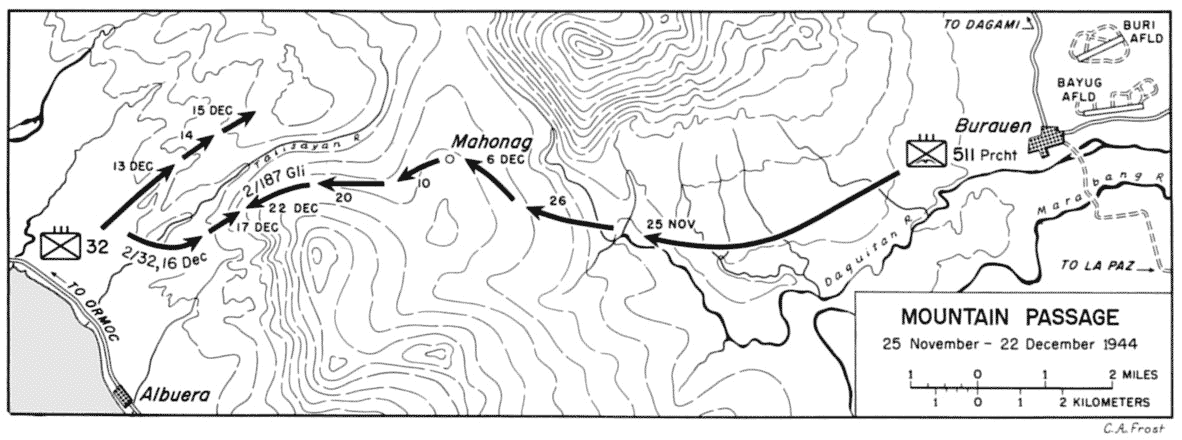 TO DAGAMI
BURI
AFLD
BAYUG
AFLD
Burauen
511 Prcht
Mahonag
6 DEC
15 DEC
14
13 DEC
Talisayan R
2/187 Gli
10
20
22 DEC
17 DEC
26
25 NOV
32
2/32, 16 Dec
Daguitan R
Marabang R
TO LA PAZ
TO ORMOC
Albuera
MOUNTAIN PASSAGE
25 November - 22 December 1944
1 0 1 2 MILES
1 0 1 2 KILOMETERS
C.A. Frost